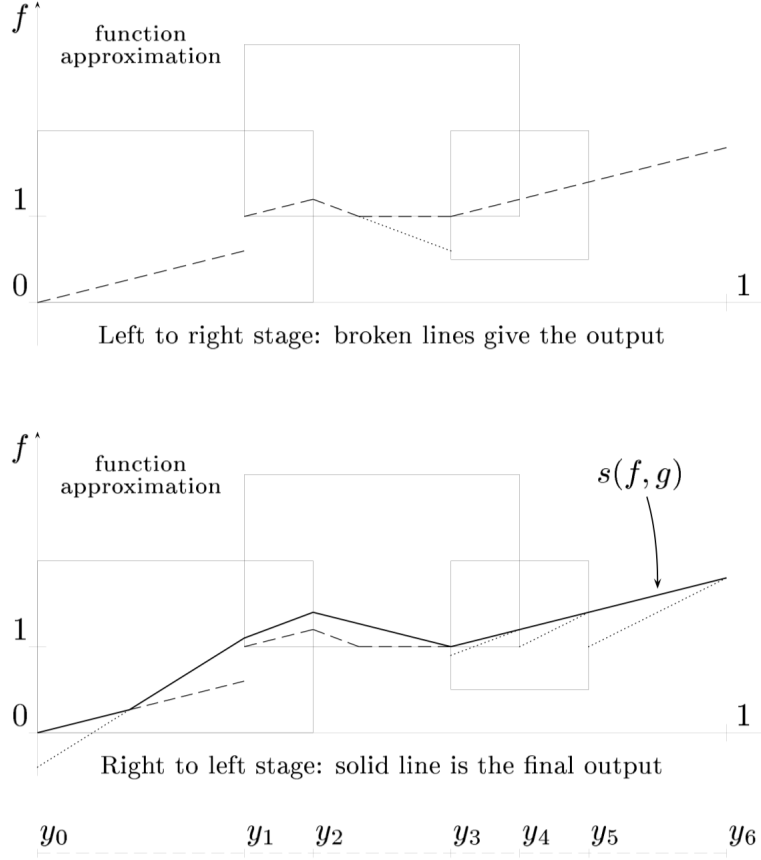 f
function
approximation
1
0
1
Left to right stage: broken lines give the output
f
function
approximation
s(f, g)
1
0
1
Right to left stage: solid line is the final output
y₀ y₁ y₂ y₃ y₄ y₅ y₆